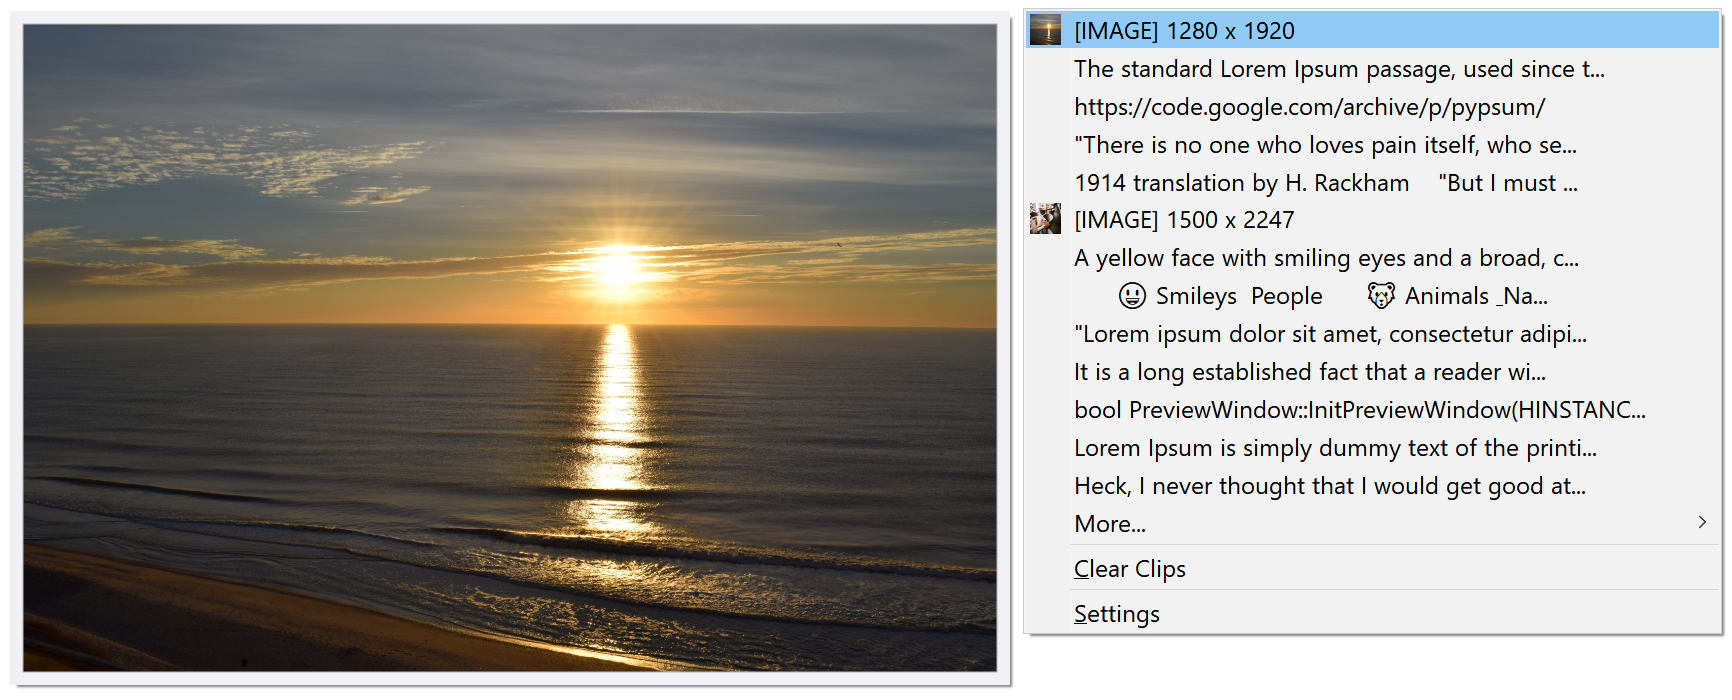 [IMAGE] 1280 x 1920
The standard Lorem Ipsum passage, used since t...
https://code.google.com/archive/p/pypsum/
"There is no one who loves pain itself, who se...
1914 translation by H. Rackham "But I must ...
[IMAGE] 1500 x 2247
A yellow face with smiling eyes and a broad, c...
😃 Smileys People 🐻 Animals _Na...
"Lorem ipsum dolor sit amet, consectetur adipi...
It is a long established fact that a reader wi...
bool PreviewWindow::InitPreviewWindow(HINSTANC...
Lorem Ipsum is simply dummy text of the printi...
Heck, I never thought that I would get good at...
More...
Clear Clips
Settings